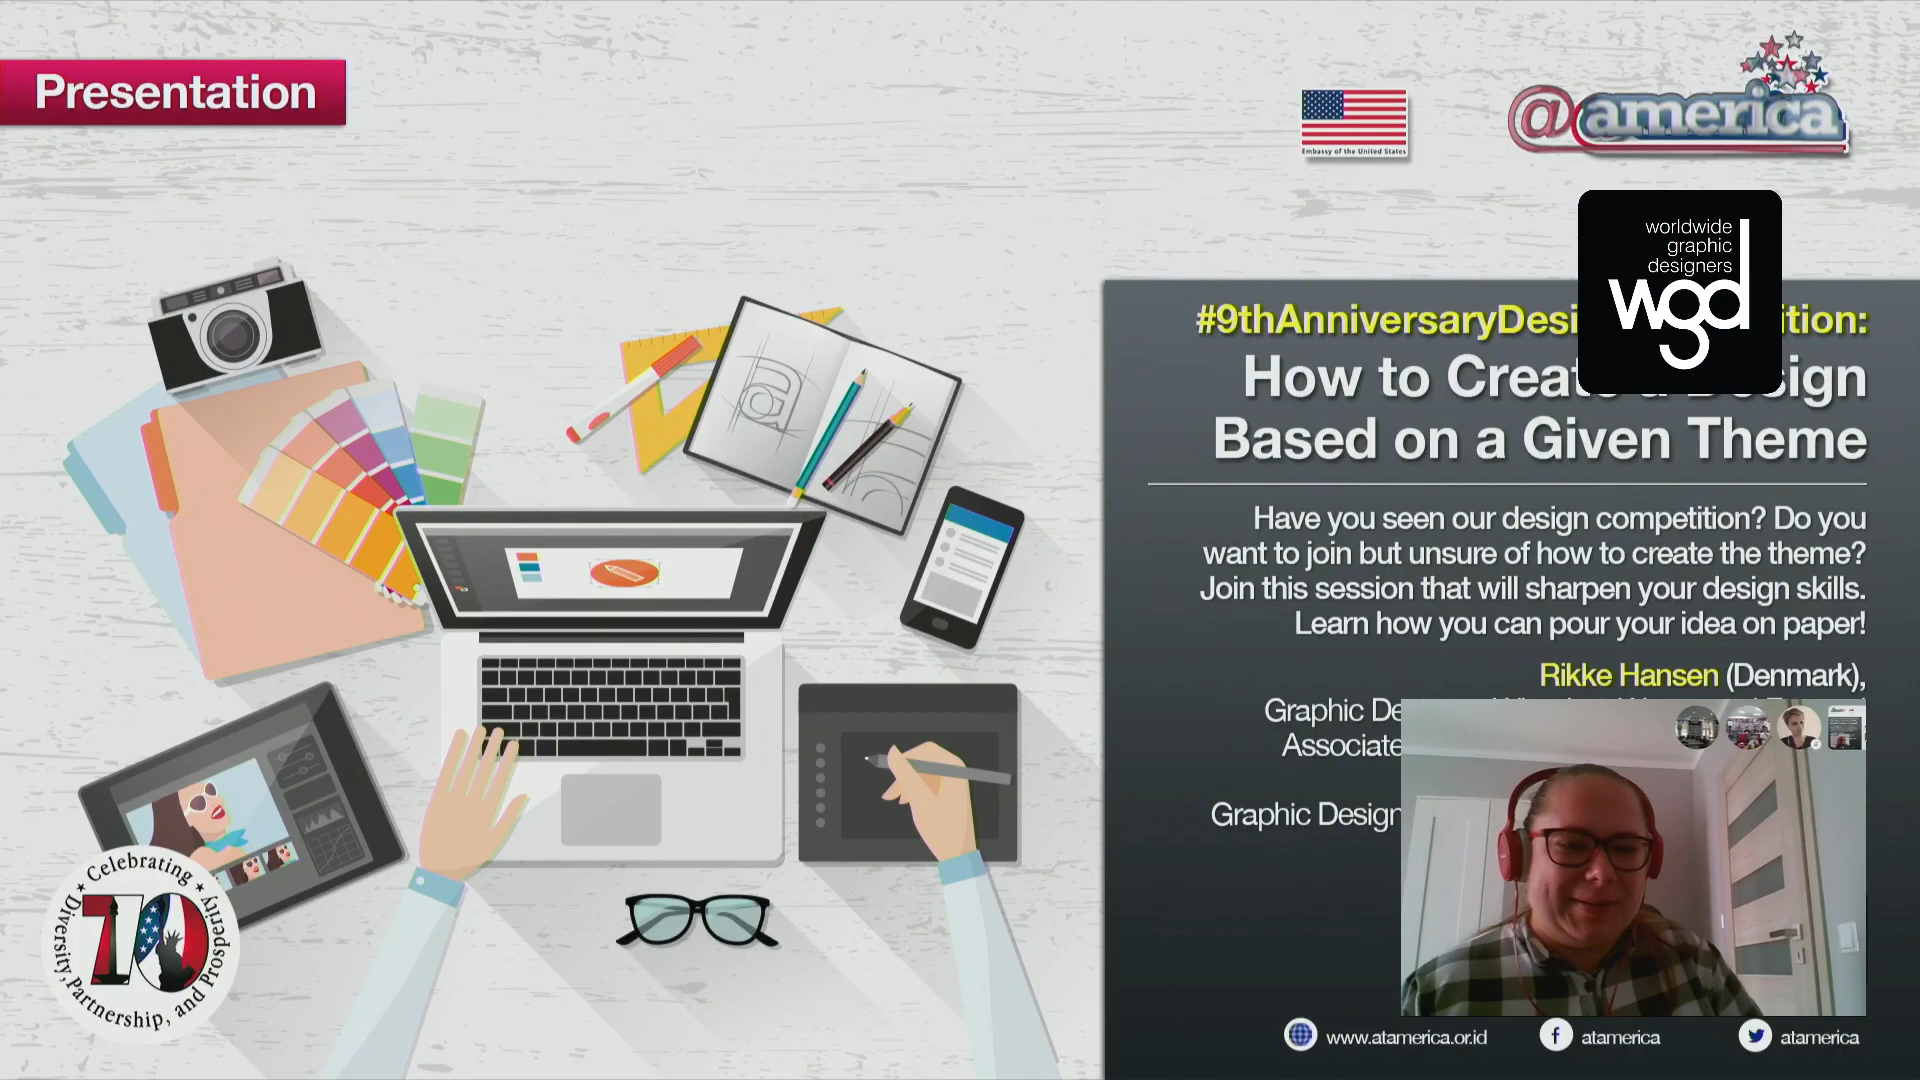 Presentation
Embassy of the United States
@america
worldwide
graphic
designers
wgd
#9thAnniversaryDesi ition:
How to Create a Design
Based on a Given Theme
Have you seen our design competition? Do you
want to join but unsure of how to create the theme?
Join this session that will sharpen your design skills.
Learn how you can pour your idea on paper!
Rikke Hansen (Denmark),
Graphic De
Associate
Graphic Design
Celebrating
70
Diversity, Partnership, and Prosperity
www.atamerica.or.id
atamerica
atamerica